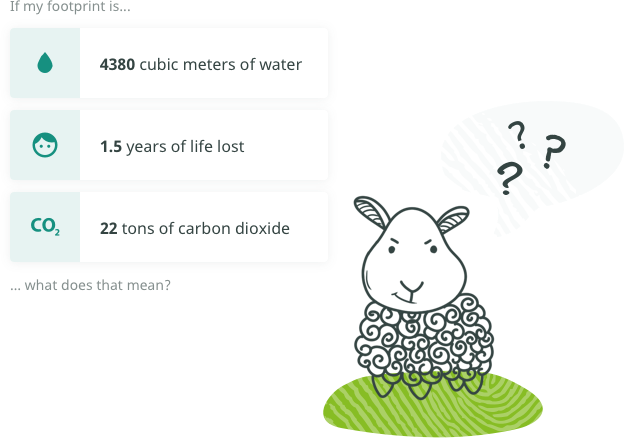 If my footprint is...
4380 cubic meters of water
1.5 years of life lost
CO₂
22 tons of carbon dioxide
... what does that mean?
? ? ?